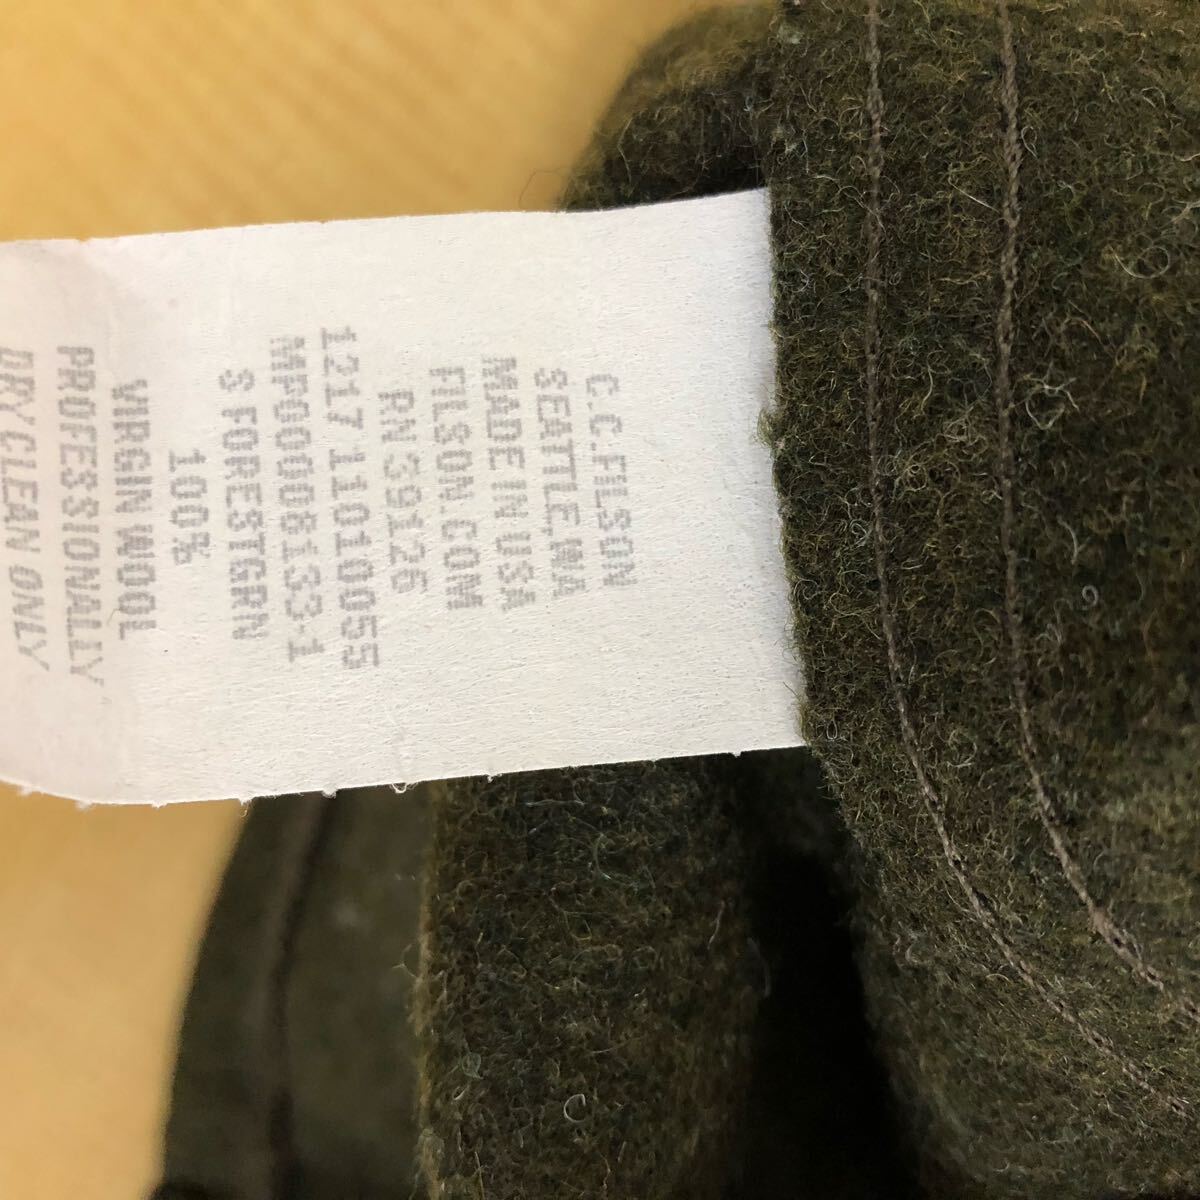 C.C.FILSON
SEATTLE,WA
MADE IN USA
FILSON.COM
RN 39126
1217 11010055
MP0008133-1
S FORESTGRN
100%
VIRGIN WOOL
PROFESSIONALLY
DRY CLEAN ONLY